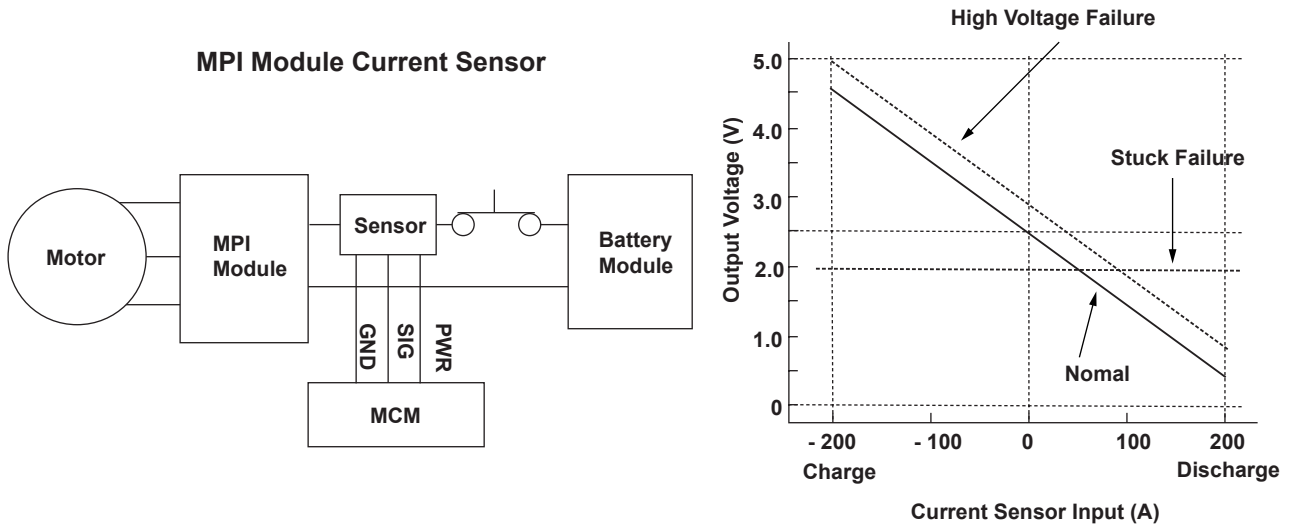 MPI Module Current Sensor
Motor
MPI
Module
Sensor
Battery
Module
GND
SIG
PWR
MCM
High Voltage Failure
Stuck Failure
Nomal
Output Voltage (V)
5.0
4.0
3.0
2.0
1.0
0
- 200
- 100
0
100
200
Charge
Discharge
Current Sensor Input (A)